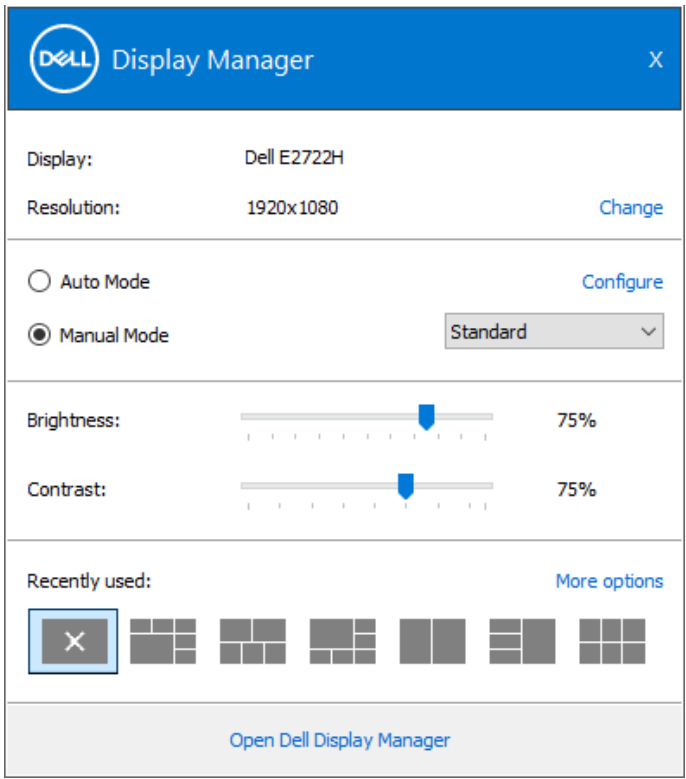 DELL Display Manager X
Display: Dell E2722H
Resolution: 1920x1080 Change
Auto Mode Configure
Manual Mode Standard
Brightness: 75%
Contrast: 75%
Recently used: More options
Open Dell Display Manager